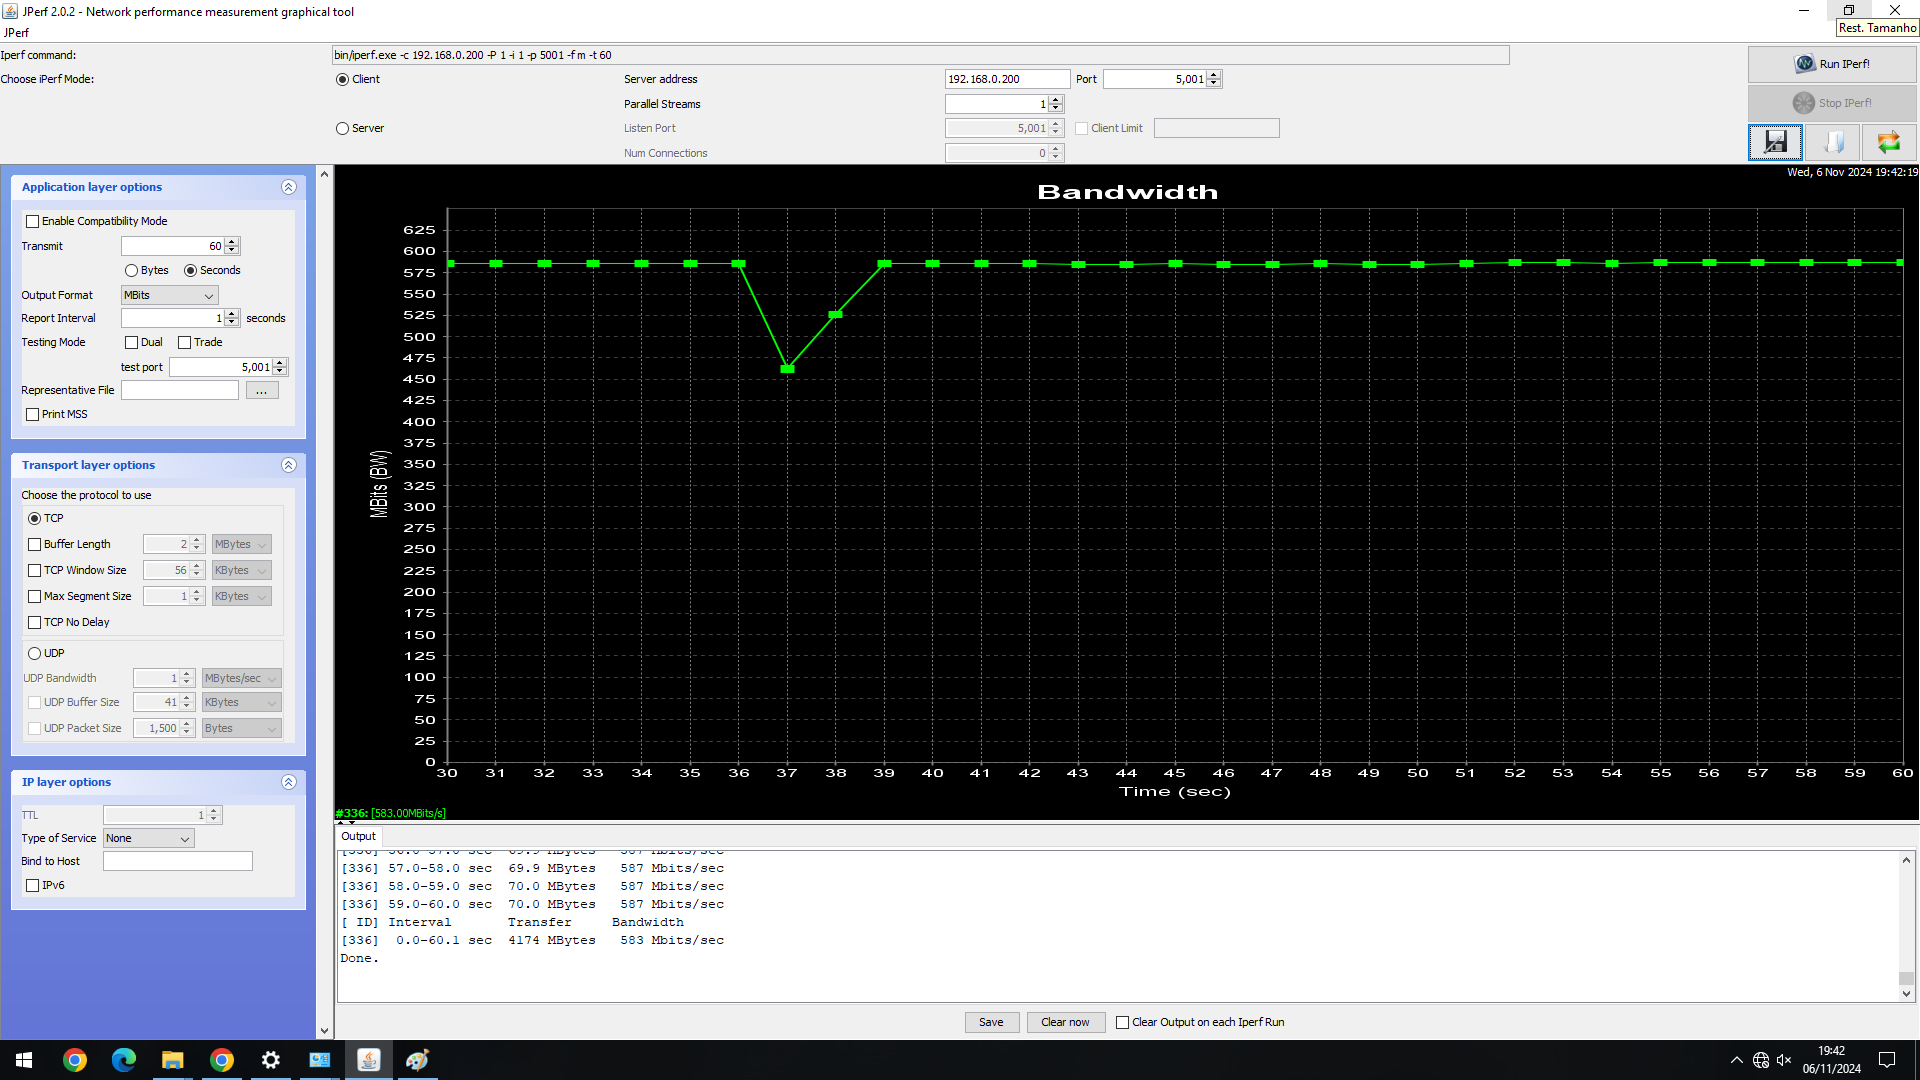 JPerf 2.0.2 - Network performance measurement graphical tool
Rest. Tamanho
JPerf
Iperf command:
bin/iperf.exe -c 192.168.0.200 -P 1 -i 1 -p 5001 -f m -t 60
Choose iPerf Mode:
Client
Server address
192.168.0.200
Port
5,001
Parallel Streams
1
Server
Listen Port
5,001
Client Limit
Num Connections
0
Run IPerf!
Stop IPerf!
Application layer options
Enable Compatibility Mode
Transmit
60
Bytes
Seconds
Output Format
MBits
Report Interval
1
seconds
Testing Mode
Dual
Trade
test port
5,001
Representative File
...
Print MSS
Transport layer options
Choose the protocol to use
TCP
Buffer Length
2
MBytes
TCP Window Size
56
KBytes
Max Segment Size
1
KBytes
TCP No Delay
UDP
UDP Bandwidth
1
MBytes/sec
UDP Buffer Size
41
KBytes
UDP Packet Size
1,500
Bytes
IP layer options
TTL
1
Type of Service
None
Bind to Host
IPv6
Wed, 6 Nov 2024 19:42:19
Bandwidth
625
600
575
550
525
500
475
450
425
400
375
350
325
300
275
250
225
200
175
150
125
100
75
50
25
0
MBits (BW)
30 31 32 33 34 35 36 37 38 39 40 41 42 43 44 45 46 47 48 49 50 51 52 53 54 55 56 57 58 59 60
Time (sec)
#336: [583.00MBits/s]
Output
[336] 56.0-57.0 sec 69.9 MBytes 587 Mbits/sec
[336] 57.0-58.0 sec 69.9 MBytes 587 Mbits/sec
[336] 58.0-59.0 sec 70.0 MBytes 587 Mbits/sec
[336] 59.0-60.0 sec 70.0 MBytes 587 Mbits/sec
[ ID] Interval Transfer Bandwidth
[336] 0.0-60.1 sec 4174 MBytes 583 Mbits/sec
Done.
Save
Clear now
Clear Output on each Iperf Run
19:42
06/11/2024